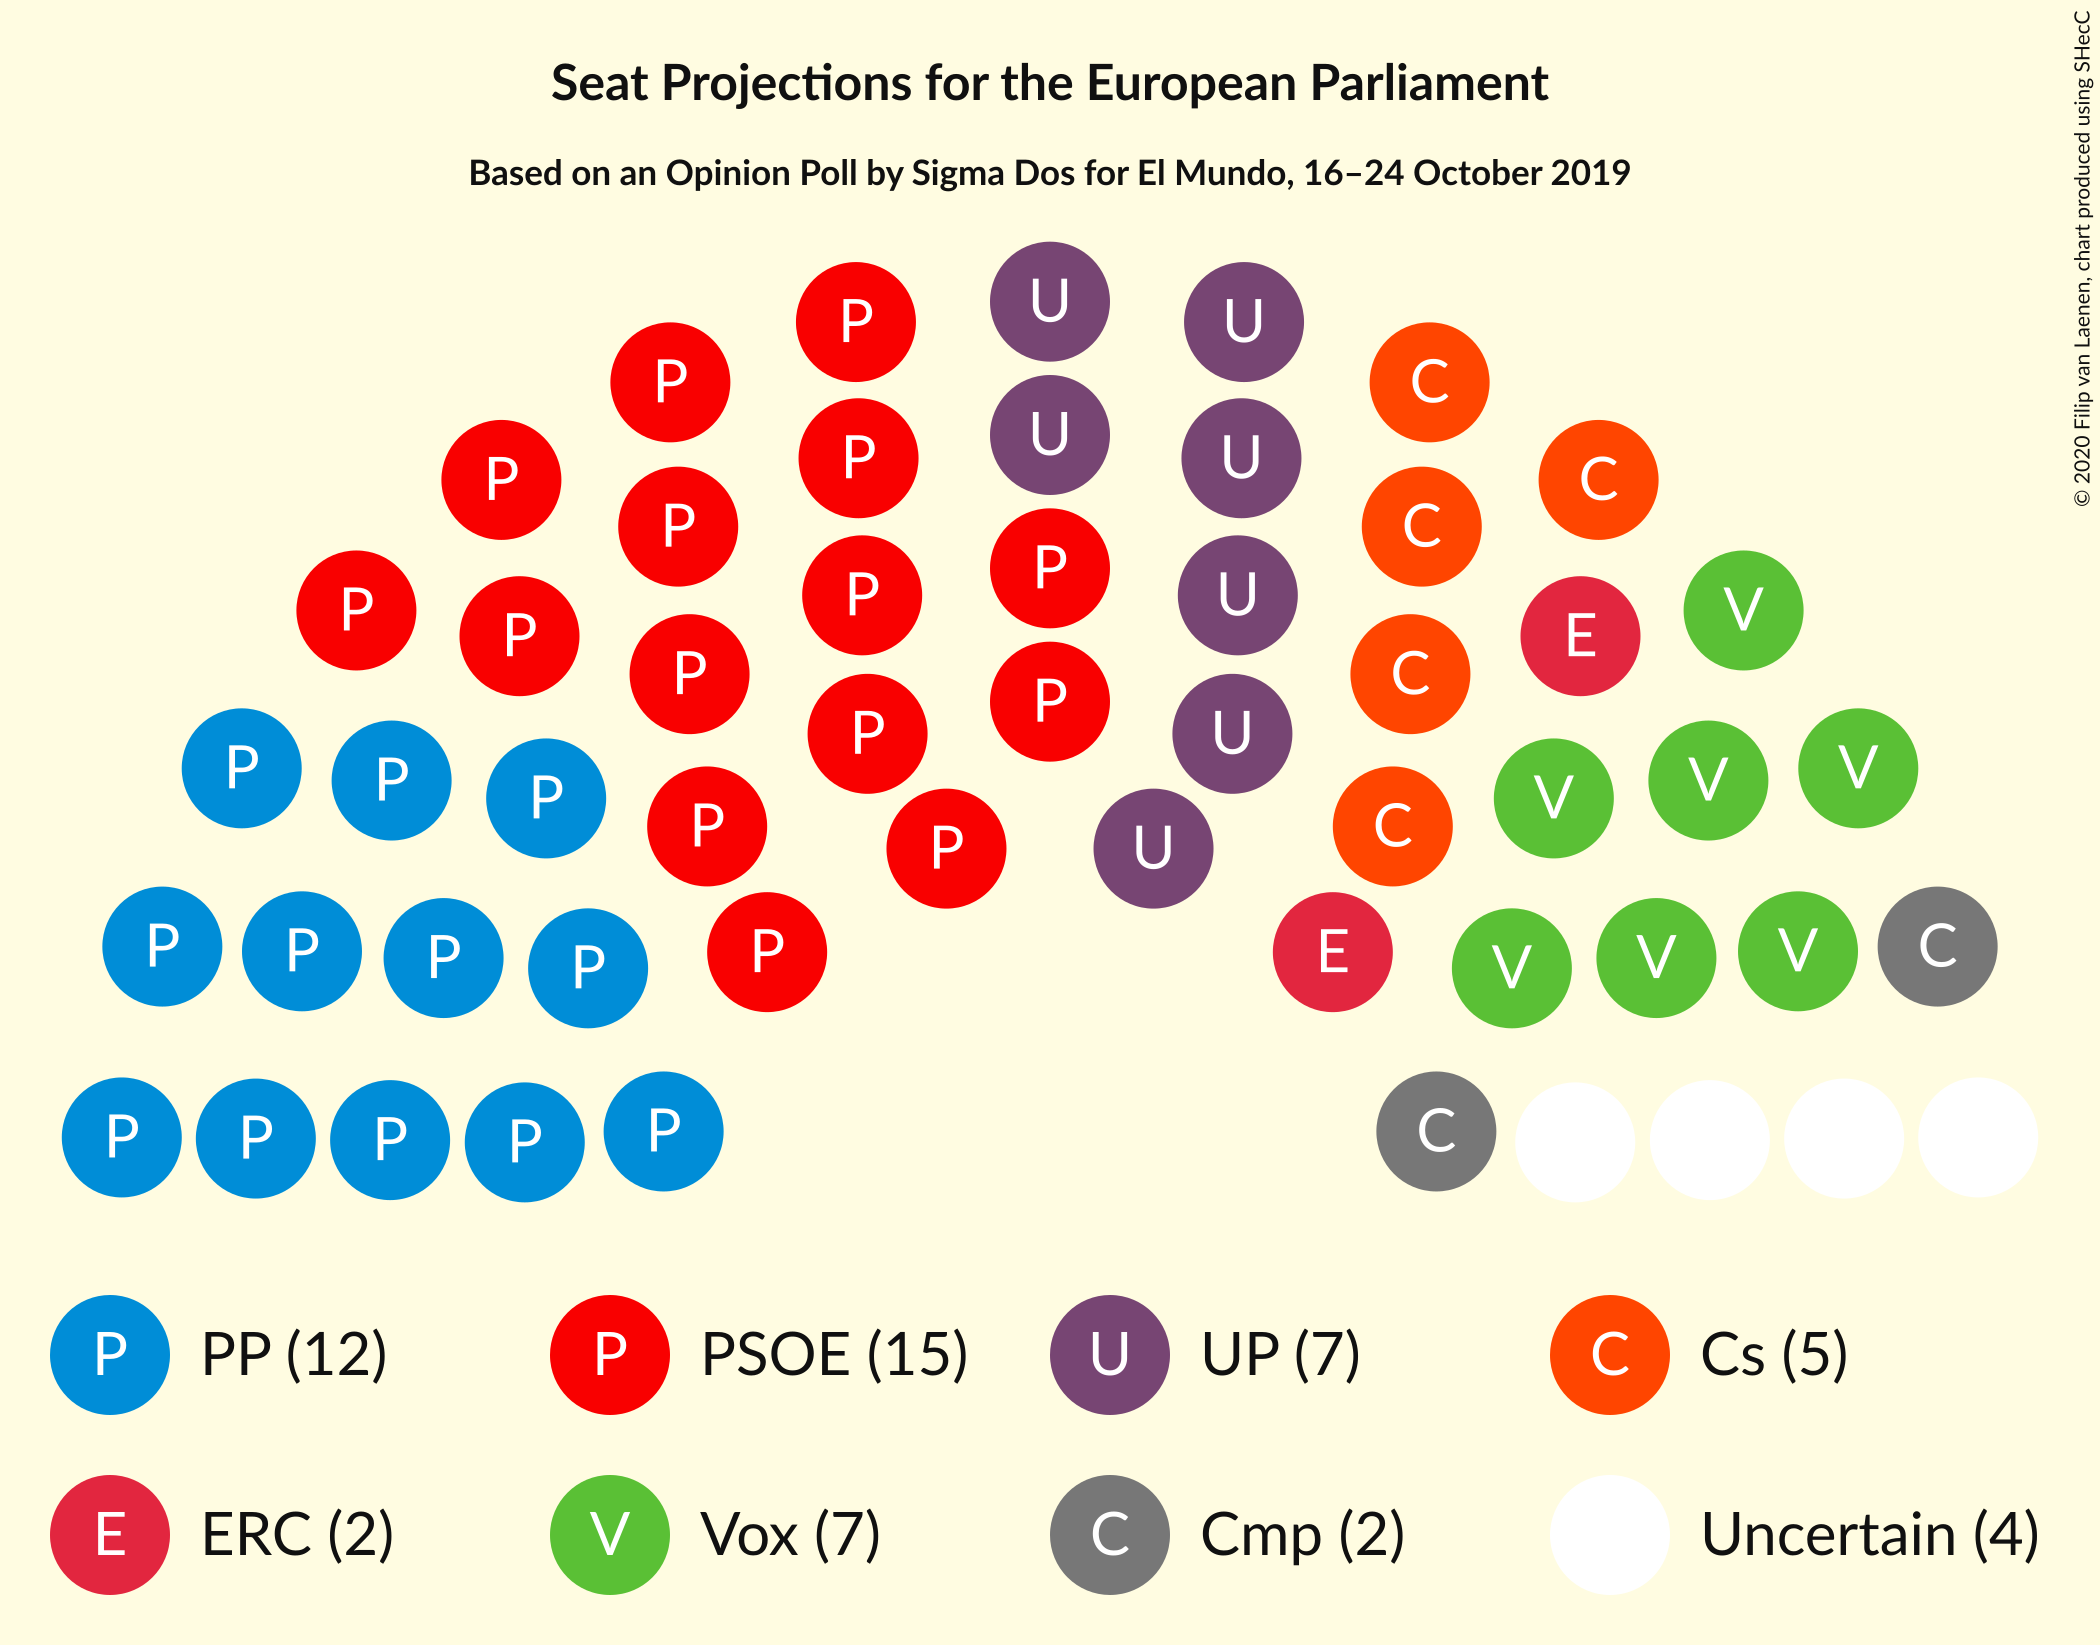 Seat Projections for the European Parliament
Based on an Opinion Poll by Sigma Dos for El Mundo, 16–24 October 2019
© 2020 Filip van Laenen, chart produced using SHecC
P U U
P C
P P U U C
P C
P P U
P P E V
P C
P P U
P P P V V V
P P U C
P P P P P E V V V C
P P P P P C
P PP (12) P PSOE (15) U UP (7) C Cs (5)
E ERC (2) V Vox (7) C Cmp (2) Uncertain (4)